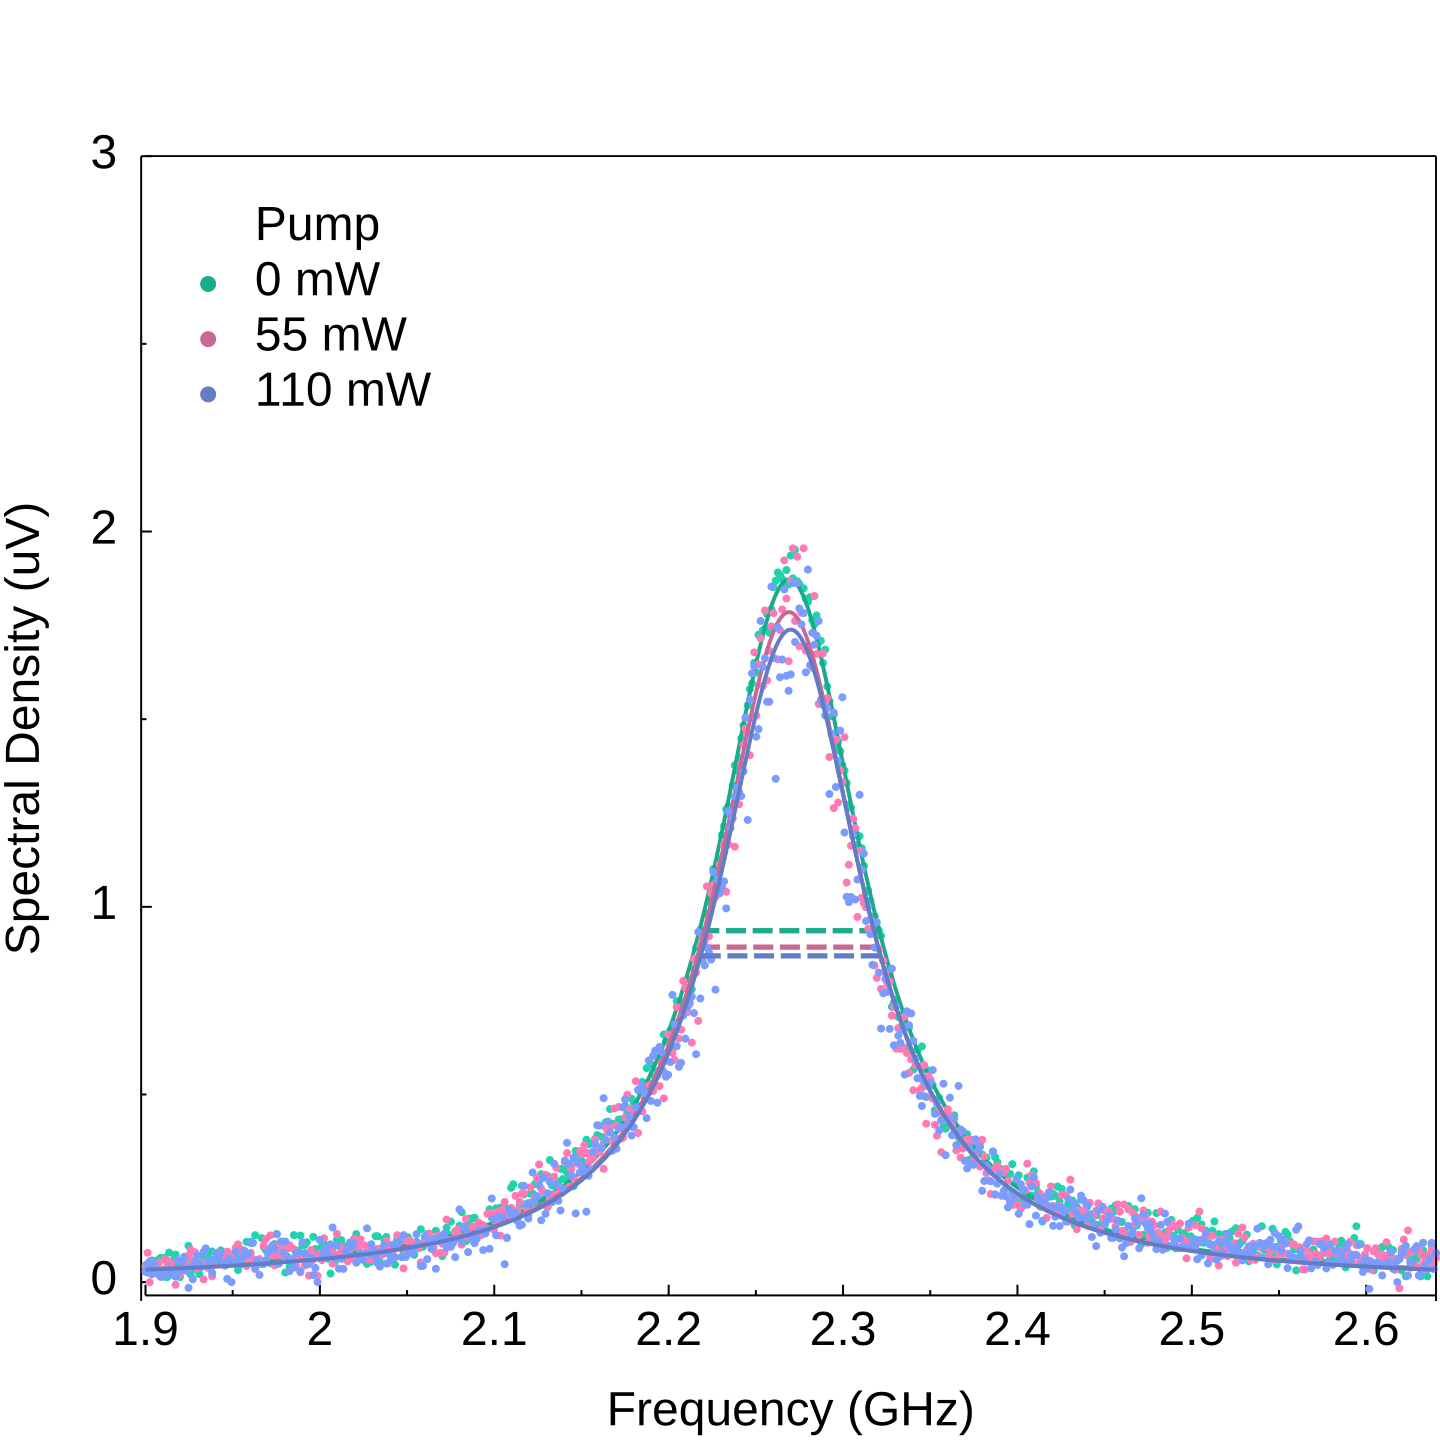 3
Pump
0 mW
55 mW
110 mW
2
Spectral Density (uV)
1
0
1.9 2 2.1 2.2 2.3 2.4 2.5 2.6
Frequency (GHz)